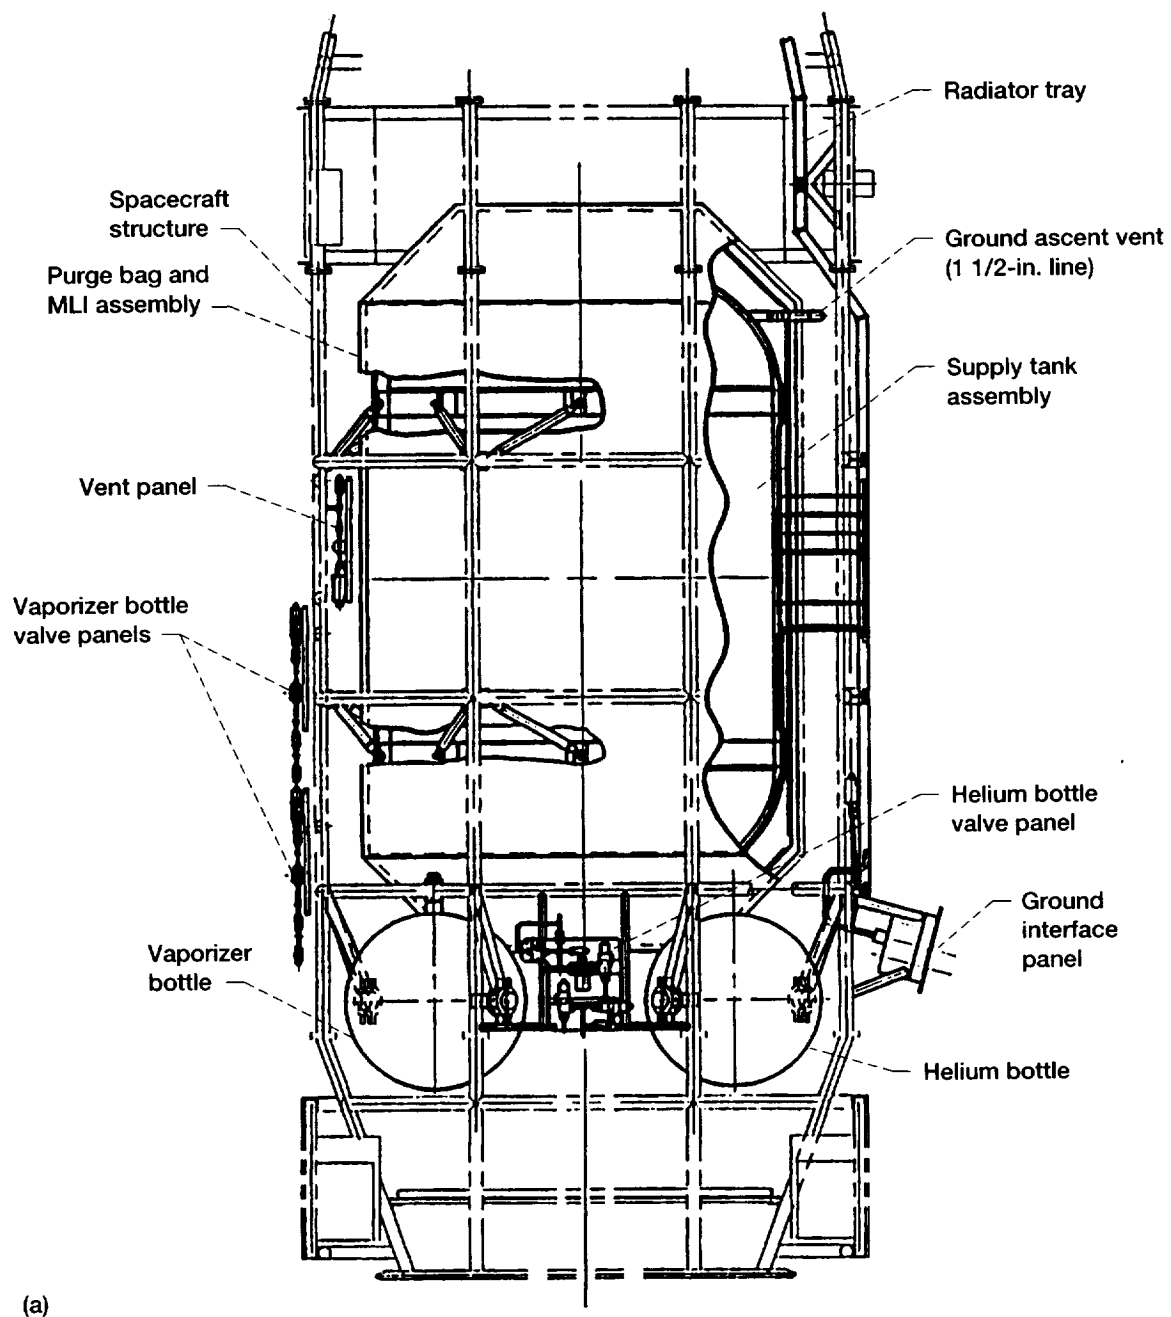 Radiator tray
Spacecraft
structure
Ground ascent vent
(1 1/2-in. line)
Purge bag and
MLI assembly
Supply tank
assembly
Vent panel
Vaporizer bottle
valve panels
Helium bottle
valve panel
Ground
interface
panel
Vaporizer
bottle
Helium bottle
(a)